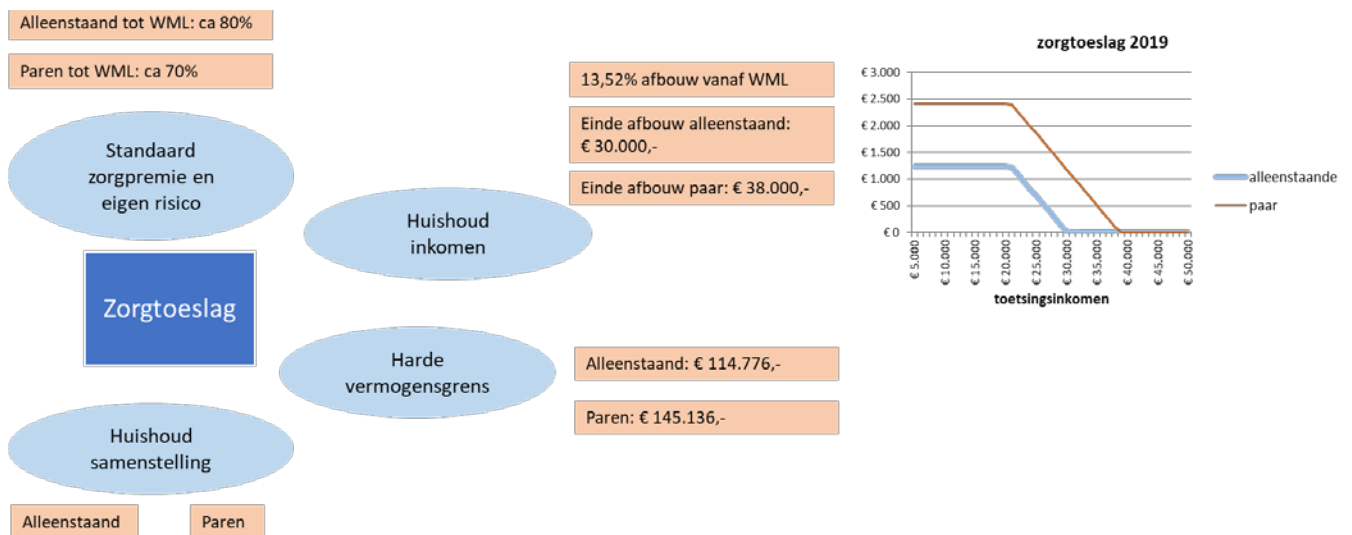 Alleenstaand tot WML: ca 80%
Paren tot WML: ca 70%
Standaard
zorgpremie en
eigen risico
Zorgtoeslag
Huishoud
samenstelling
Alleenstaand
Paren
Huishoud
inkomen
Harde
vermogensgrens
13,52% afbouw vanaf WML
Einde afbouw alleenstaand:
€ 30.000,-
Einde afbouw paar: € 38.000,-
Alleenstaand: € 114.776,-
Paren: € 145.136,-
zorgtoeslag 2019
€ 3.000
€ 2.500
€ 2.000
€ 1.500
€ 1.000
€ 500
€ 0
€ 5.000
€ 10.000
€ 15.000
€ 20.000
€ 25.000
€ 30.000
€ 35.000
€ 40.000
€ 45.000
€ 50.000
toetsingsinkomen
alleenstaande
paar